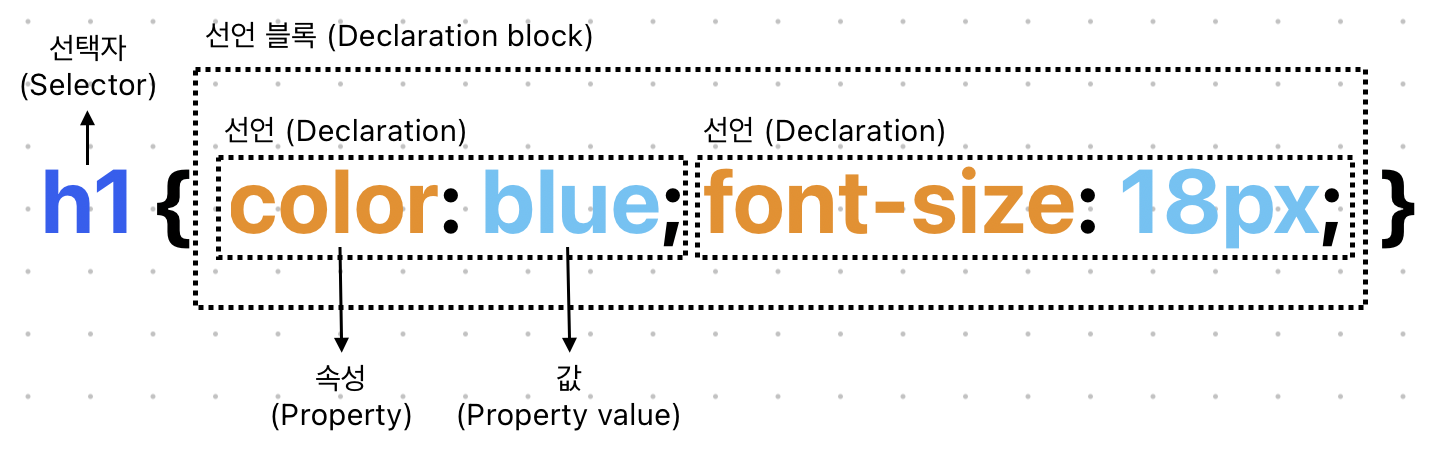 선택자
(Selector)
선언 블록 (Declaration block)
선언 (Declaration)
선언 (Declaration)
h1 { color: blue; font-size: 18px; }
속성
(Property)
값
(Property value)